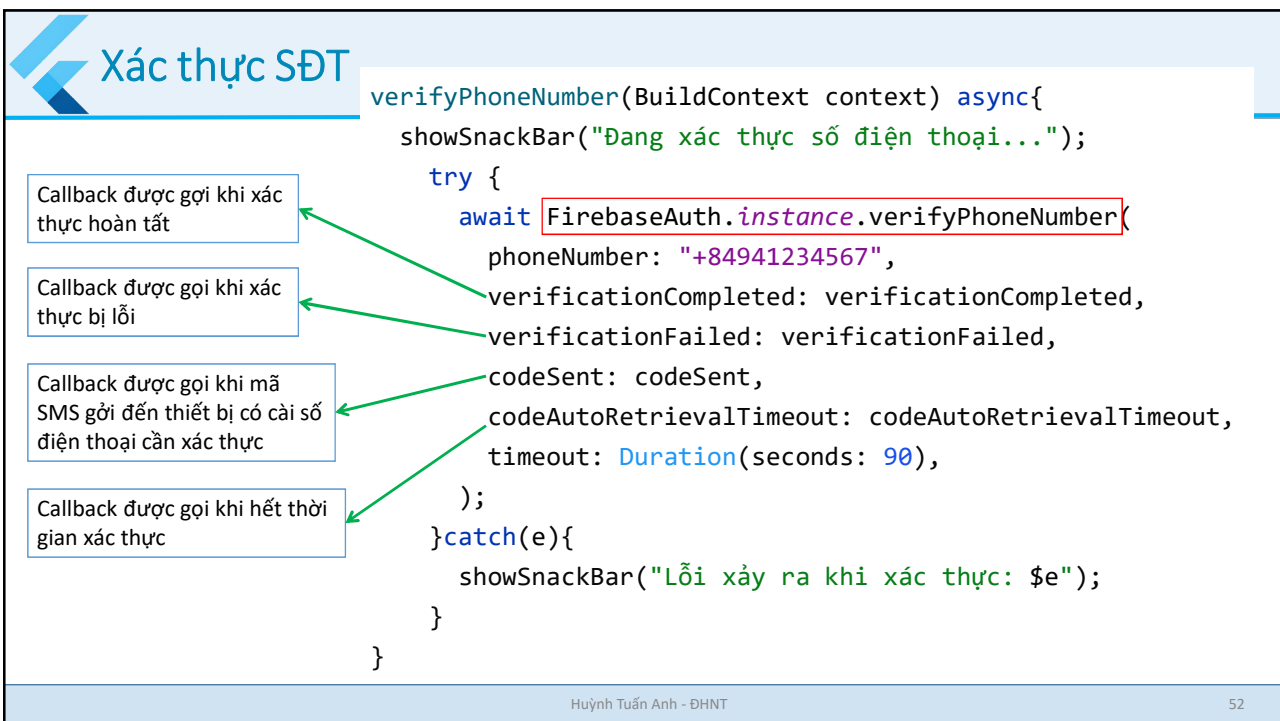 Xác thực SĐT
verifyPhoneNumber(BuildContext context) async{
showSnackBar("Đang xác thực số điện thoại...");
try {
await FirebaseAuth.instance.verifyPhoneNumber(
phoneNumber: "+84941234567",
verificationCompleted: verificationCompleted,
verificationFailed: verificationFailed,
codeSent: codeSent,
codeAutoRetrievalTimeout: codeAutoRetrievalTimeout,
timeout: Duration(seconds: 90),
);
}catch(e){
showSnackBar("Lỗi xảy ra khi xác thực: $e");
}
}
Callback được gợi khi xác
thực hoàn tất
Callback được gọi khi xác
thực bị lỗi
Callback được gọi khi mã
SMS gởi đến thiết bị có cài số
điện thoại cần xác thực
Callback được gọi khi hết thời
gian xác thực
Huỳnh Tuấn Anh - ĐHNT
52